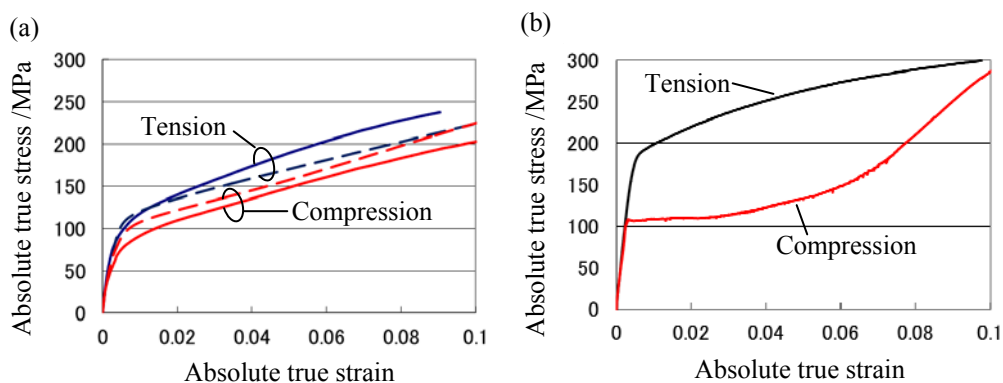 (a)
Absolute true stress /MPa
300
250
200
150
100
50
0
Tension
Compression
0 0.02 0.04 0.06 0.08 0.1
Absolute true strain
(b)
Absolute true stress /MPa
300
250
200
150
100
50
0
Tension
Compression
0 0.02 0.04 0.06 0.08 0.1
Absolute true strain